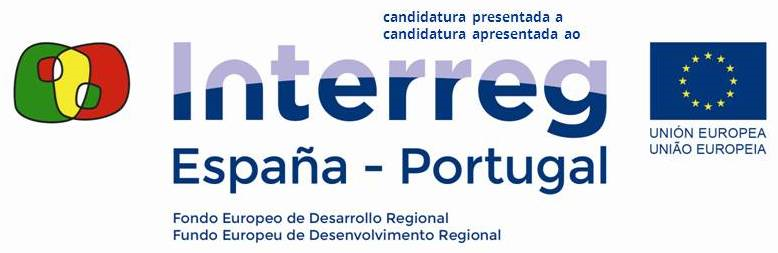 candidatura presentada a
candidatura apresentada ao
Interreg
España - Portugal
UNIÓN EUROPEA
UNIÃO EUROPEIA
Fondo Europeo de Desarrollo Regional
Fundo Europeu de Desenvolvimento Regional